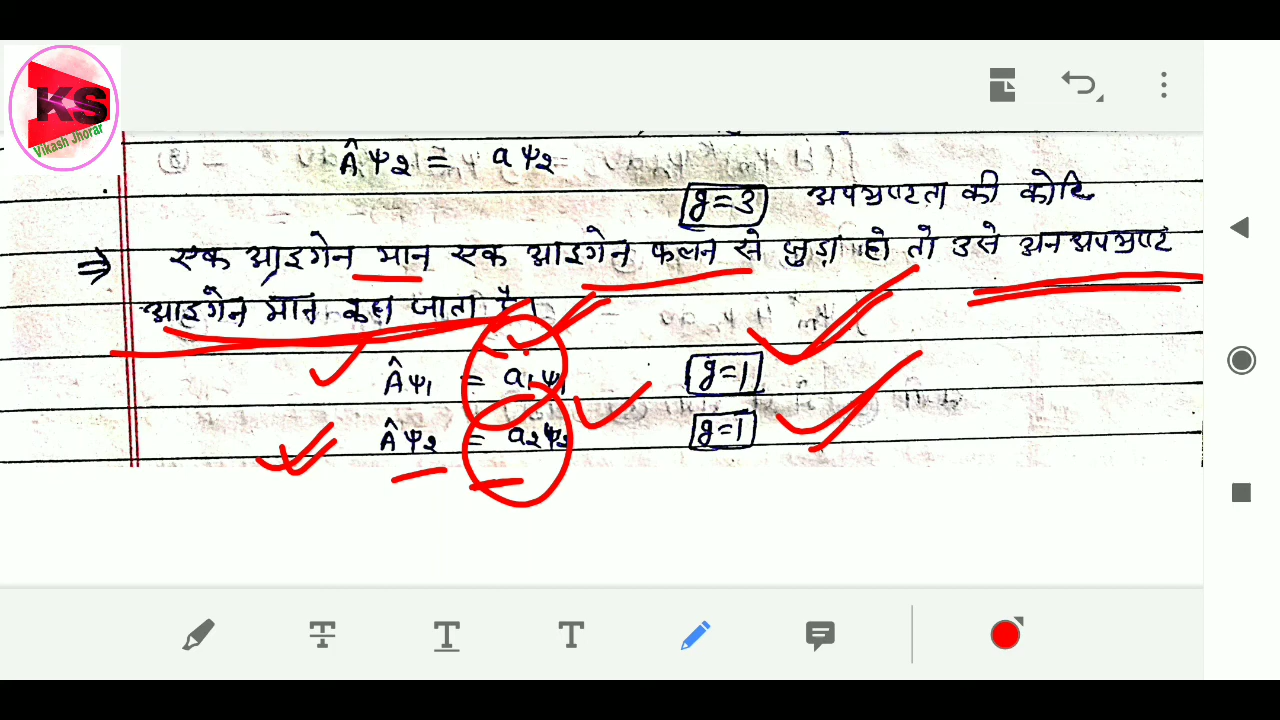 KS
Vikash Jhorar
Âψ₂ = aψ₂
g=3 अपभ्रष्टता की कोटि
⇒ एक आइगेन मान एक आइगेन फलन से जुड़ा हो तो उसे अनअपभ्रष्ट
आइगेन मान कहा जाता है।
Âψ₁ = a₁ψ₁ g=1
Âψ₂ = a₂ψ₂ g=1